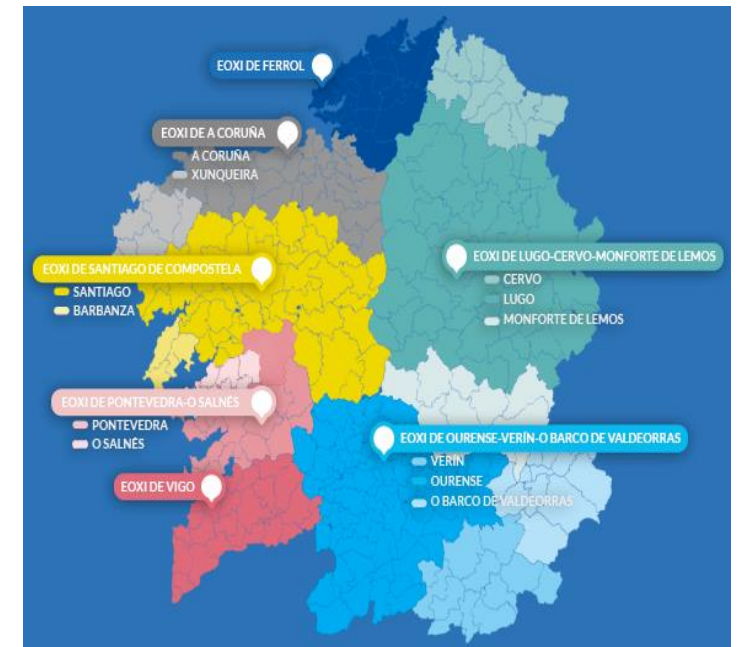 EOXI DE FERROL
EOXI DE A CORUÑA
A CORUÑA
XUNQUEIRA
EOXI DE SANTIAGO DE COMPOSTELA
SANTIAGO
BARBANZA
EOXI DE LUGO-CERVO-MONFORTE DE LEMOS
CERVO
LUGO
MONFORTE DE LEMOS
EOXI DE PONTEVEDRA-O SALNÉS
PONTEVEDRA
O SALNÉS
EOXI DE OURENSE-VERÍN-O BARCO DE VALDEORRAS
VERÍN
OURENSE
O BARCO DE VALDEORRAS
EOXI DE VIGO